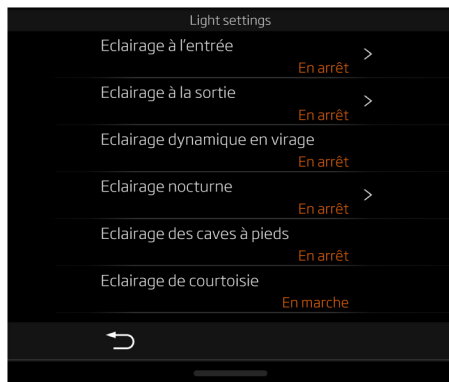 Light settings
Eclairage à l'entrée
En arrêt
Eclairage à la sortie
En arrêt
Eclairage dynamique en virage
En arrêt
Eclairage nocturne
En arrêt
Eclairage des caves à pieds
En arrêt
Eclairage de courtoisie
En marche